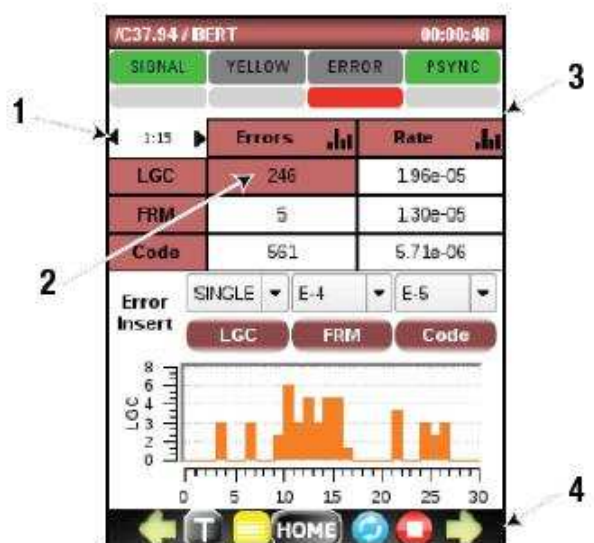 /C37.94 / BERT 00:00:48
SIGNAL YELLOW ERROR PSYNC
3
1
1:15 Errors Rate
LGC 246 1.96e-05
FRM 5 1.30e-05
Code 561 5.71e-06
2
Error Insert SINGLE E-4 E-5
LGC FRM Code
8
6
4
3
2
0
LGC
0 5 10 15 20 25 30
4
T HOME